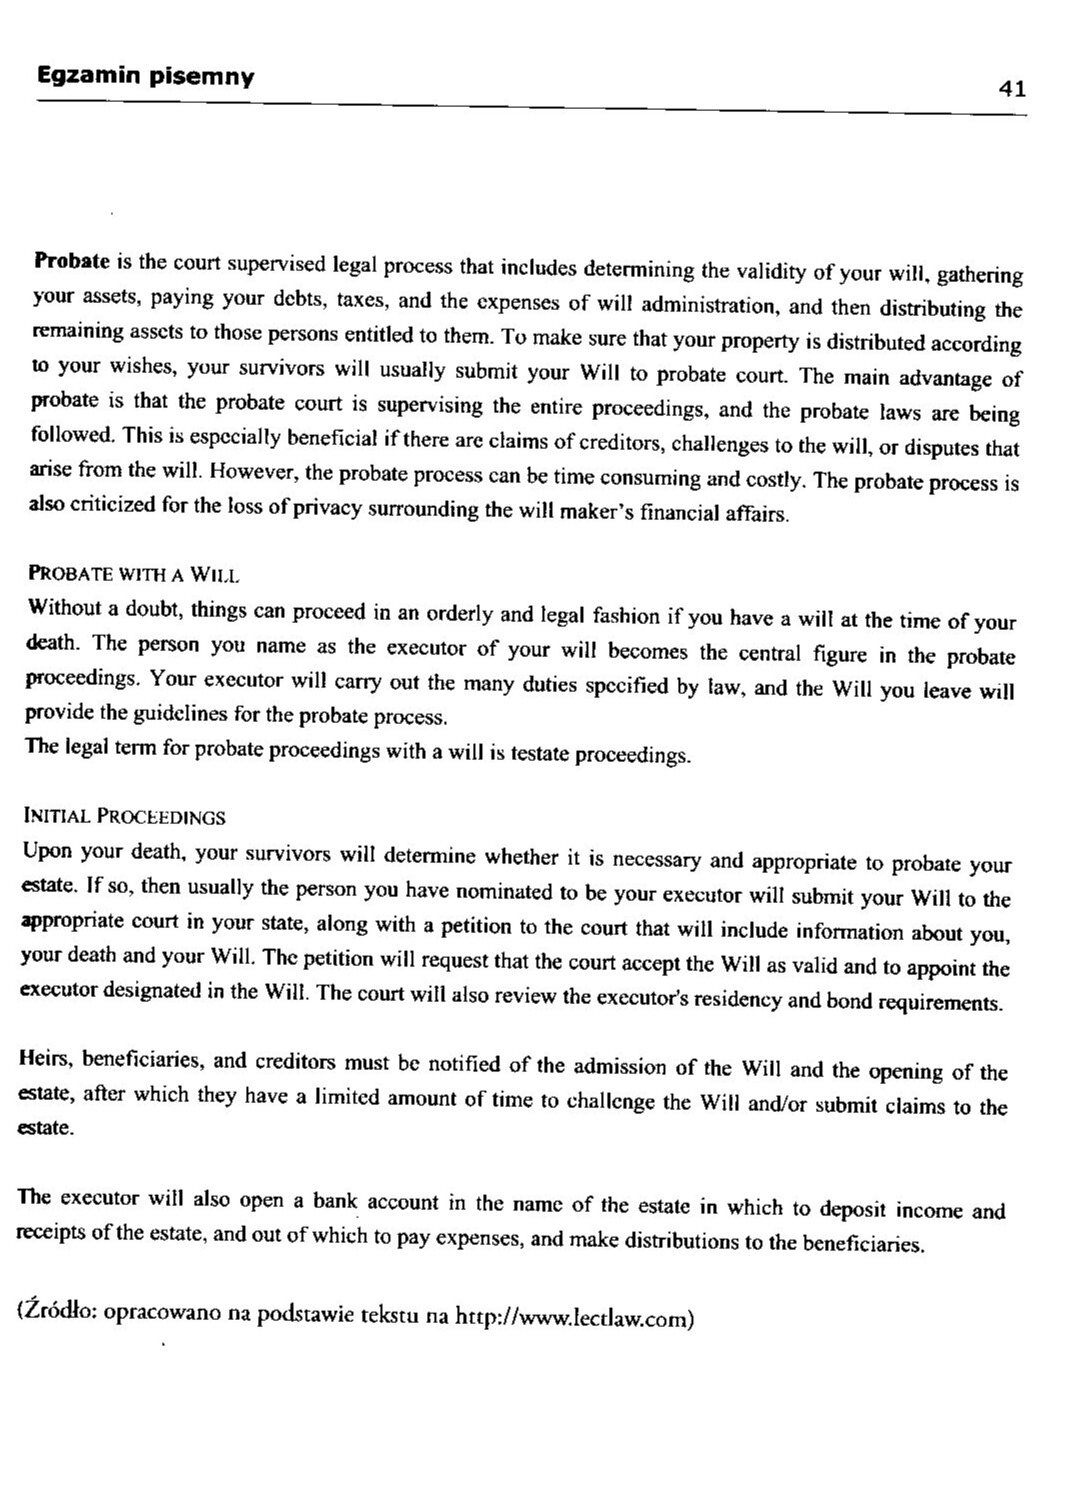 Egzamin pisemny
41
Probate is the court supervised legal process that includes determining the validity of your will, gathering
your assets, paying your debts, taxes, and the expenses of will administration, and then distributing the
remaining assets to those persons entitled to them. To make sure that your property is distributed according
to your wishes, your survivors will usually submit your Will to probate court. The main advantage of
probate is that the probate court is supervising the entire proceedings, and the probate laws are being
followed. This is especially beneficial if there are claims of creditors, challenges to the will, or disputes that
arise from the will. However, the probate process can be time consuming and costly. The probate process is
also criticized for the loss of privacy surrounding the will maker's financial affairs.
PROBATE WITH A WILL
Without a doubt, things can proceed in an orderly and legal fashion if you have a will at the time of your
death. The person you name as the executor of your will becomes the central figure in the probate
proceedings. Your executor will carry out the many duties specified by law, and the Will you leave will
provide the guidelines for the probate process.
The legal term for probate proceedings with a will is testate proceedings.
INITIAL PROCEEDINGS
Upon your death, your survivors will determine whether it is necessary and appropriate to probate your
estate. If so, then usually the person you have nominated to be your executor will submit your Will to the
appropriate court in your state, along with a petition to the court that will include information about you,
your death and your Will. The petition will request that the court accept the Will as valid and to appoint the
executor designated in the Will. The court will also review the executor's residency and bond requirements.
Heirs, beneficiaries, and creditors must be notified of the admission of the Will and the opening of the
estate, after which they have a limited amount of time to challenge the Will and/or submit claims to the
estate.
The executor will also open a bank account in the name of the estate in which to deposit income and
receipts of the estate, and out of which to pay expenses, and make distributions to the beneficiaries.
(Źródło: opracowano na podstawie tekstu na http://www.lectlaw.com)